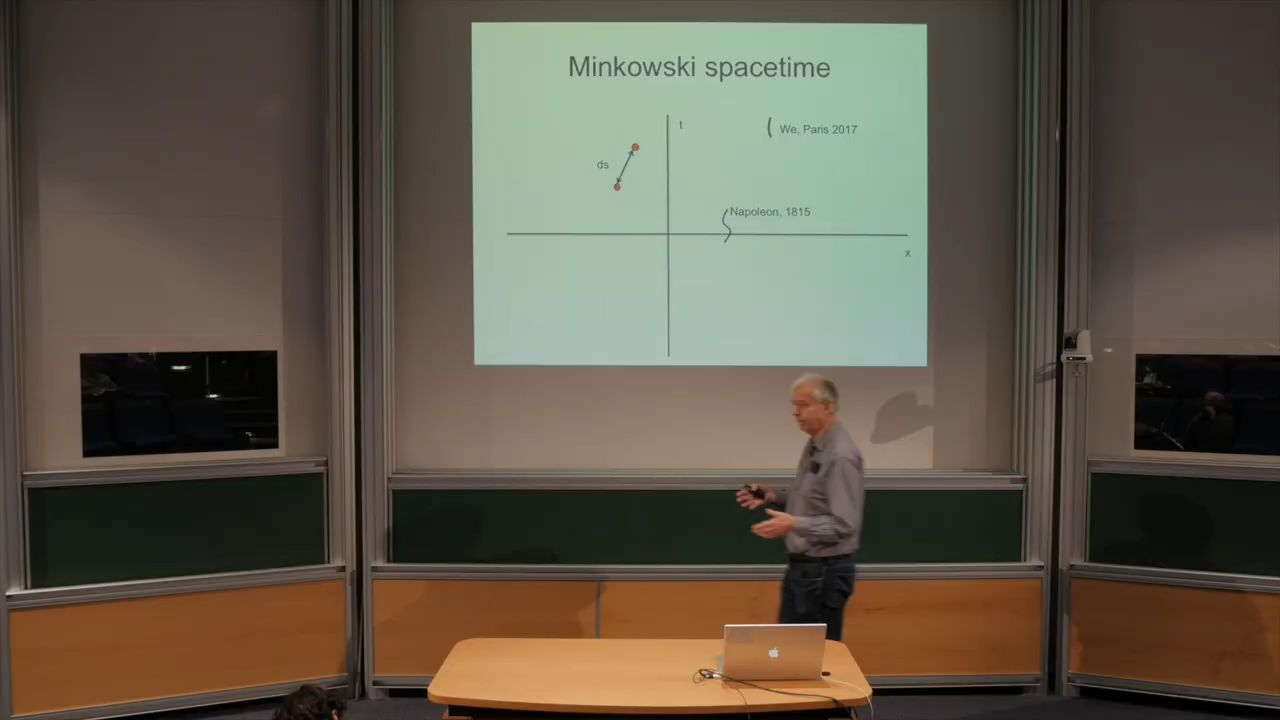 Minkowski spacetime
t
We, Paris 2017
ds
Napoleon, 1815
x